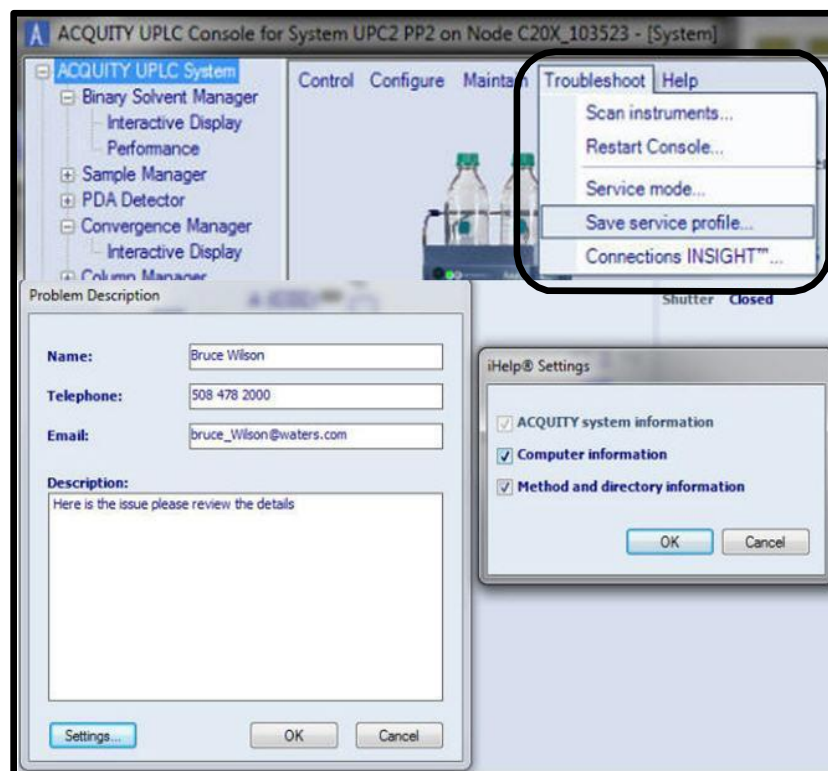 ACQUITY UPLC Console for System UPC2 PP2 on Node C20X_103523 - [System]
ACQUITY UPLC System
Binary Solvent Manager
Interactive Display
Performance
Sample Manager
PDA Detector
Convergence Manager
Interactive Display
Column Manager
Control Configure Maintain Troubleshoot Help
Scan instruments...
Restart Console...
Service mode...
Save service profile...
Connections INSIGHT™...
Shutter Closed
Problem Description
Name: Bruce Wilson
Telephone: 508 478 2000
Email: bruce_Wilson@waters.com
Description:
Here is the issue please review the details
Settings... OK Cancel
iHelp® Settings
ACQUITY system information
Computer information
Method and directory information
OK Cancel